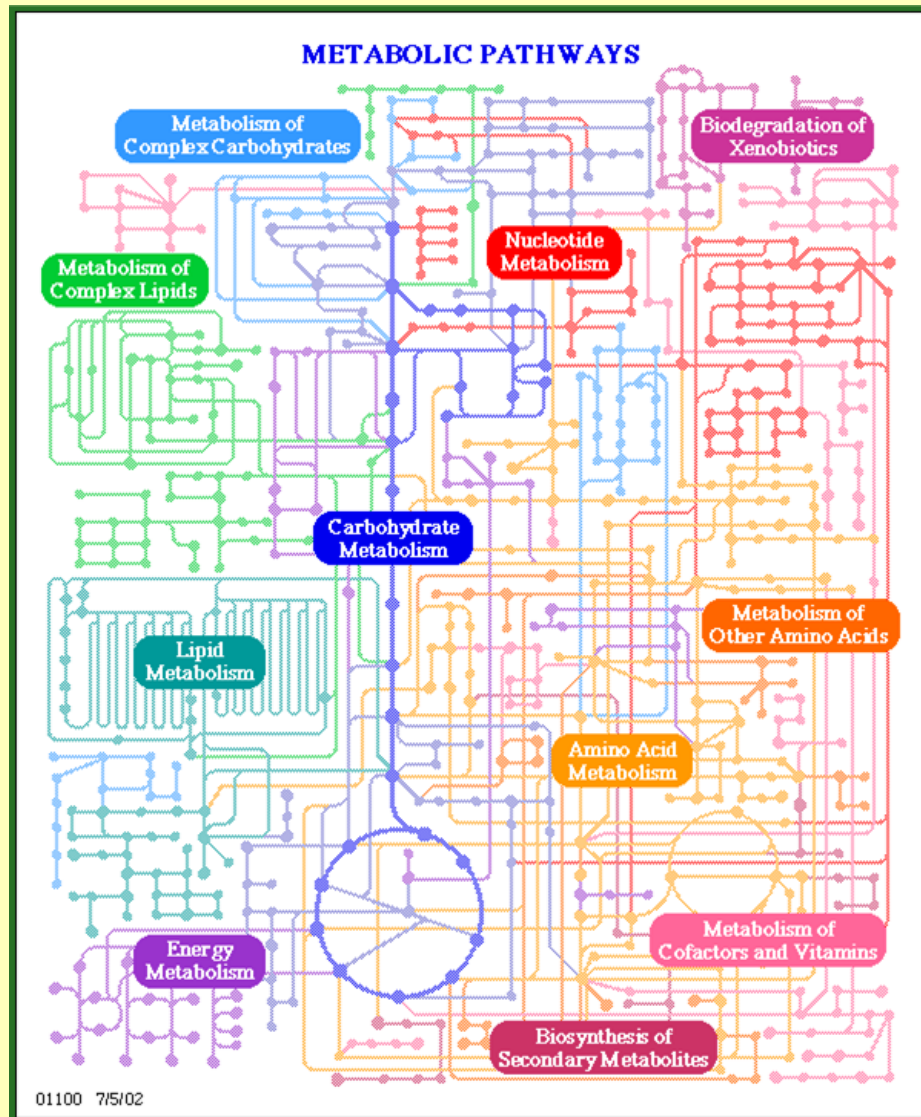 METABOLIC PATHWAYS
Metabolism of
Complex Carbohydrates
Biodegradation of
Xenobiotics
Nucleotide
Metabolism
Metabolism of
Complex Lipids
Carbohydrate
Metabolism
Metabolism of
Other Amino Acids
Lipid
Metabolism
Amino Acid
Metabolism
Metabolism of
Cofactors and Vitamins
Energy
Metabolism
Biosynthesis of
Secondary Metabolites
01100 7/5/02